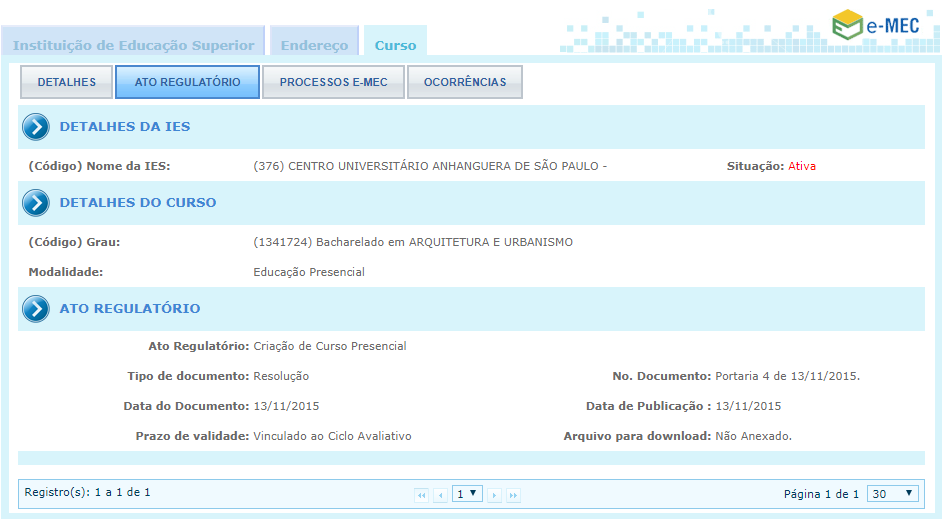 e-MEC
Instituição de Educação Superior Endereço Curso
DETALHES ATO REGULATÓRIO PROCESSOS E-MEC OCORRÊNCIAS
DETALHES DA IES
(Código) Nome da IES: (376) CENTRO UNIVERSITÁRIO ANHANGUERA DE SÃO PAULO - Situação: Ativa
DETALHES DO CURSO
(Código) Grau: (1341724) Bacharelado em ARQUITETURA E URBANISMO
Modalidade: Educação Presencial
ATO REGULATÓRIO
Ato Regulatório: Criação de Curso Presencial
Tipo de documento: Resolução No. Documento: Portaria 4 de 13/11/2015.
Data do Documento: 13/11/2015 Data de Publicação : 13/11/2015
Prazo de validade: Vinculado ao Ciclo Avaliativo Arquivo para download: Não Anexado.
Registro(s): 1 a 1 de 1 1 Página 1 de 1 30